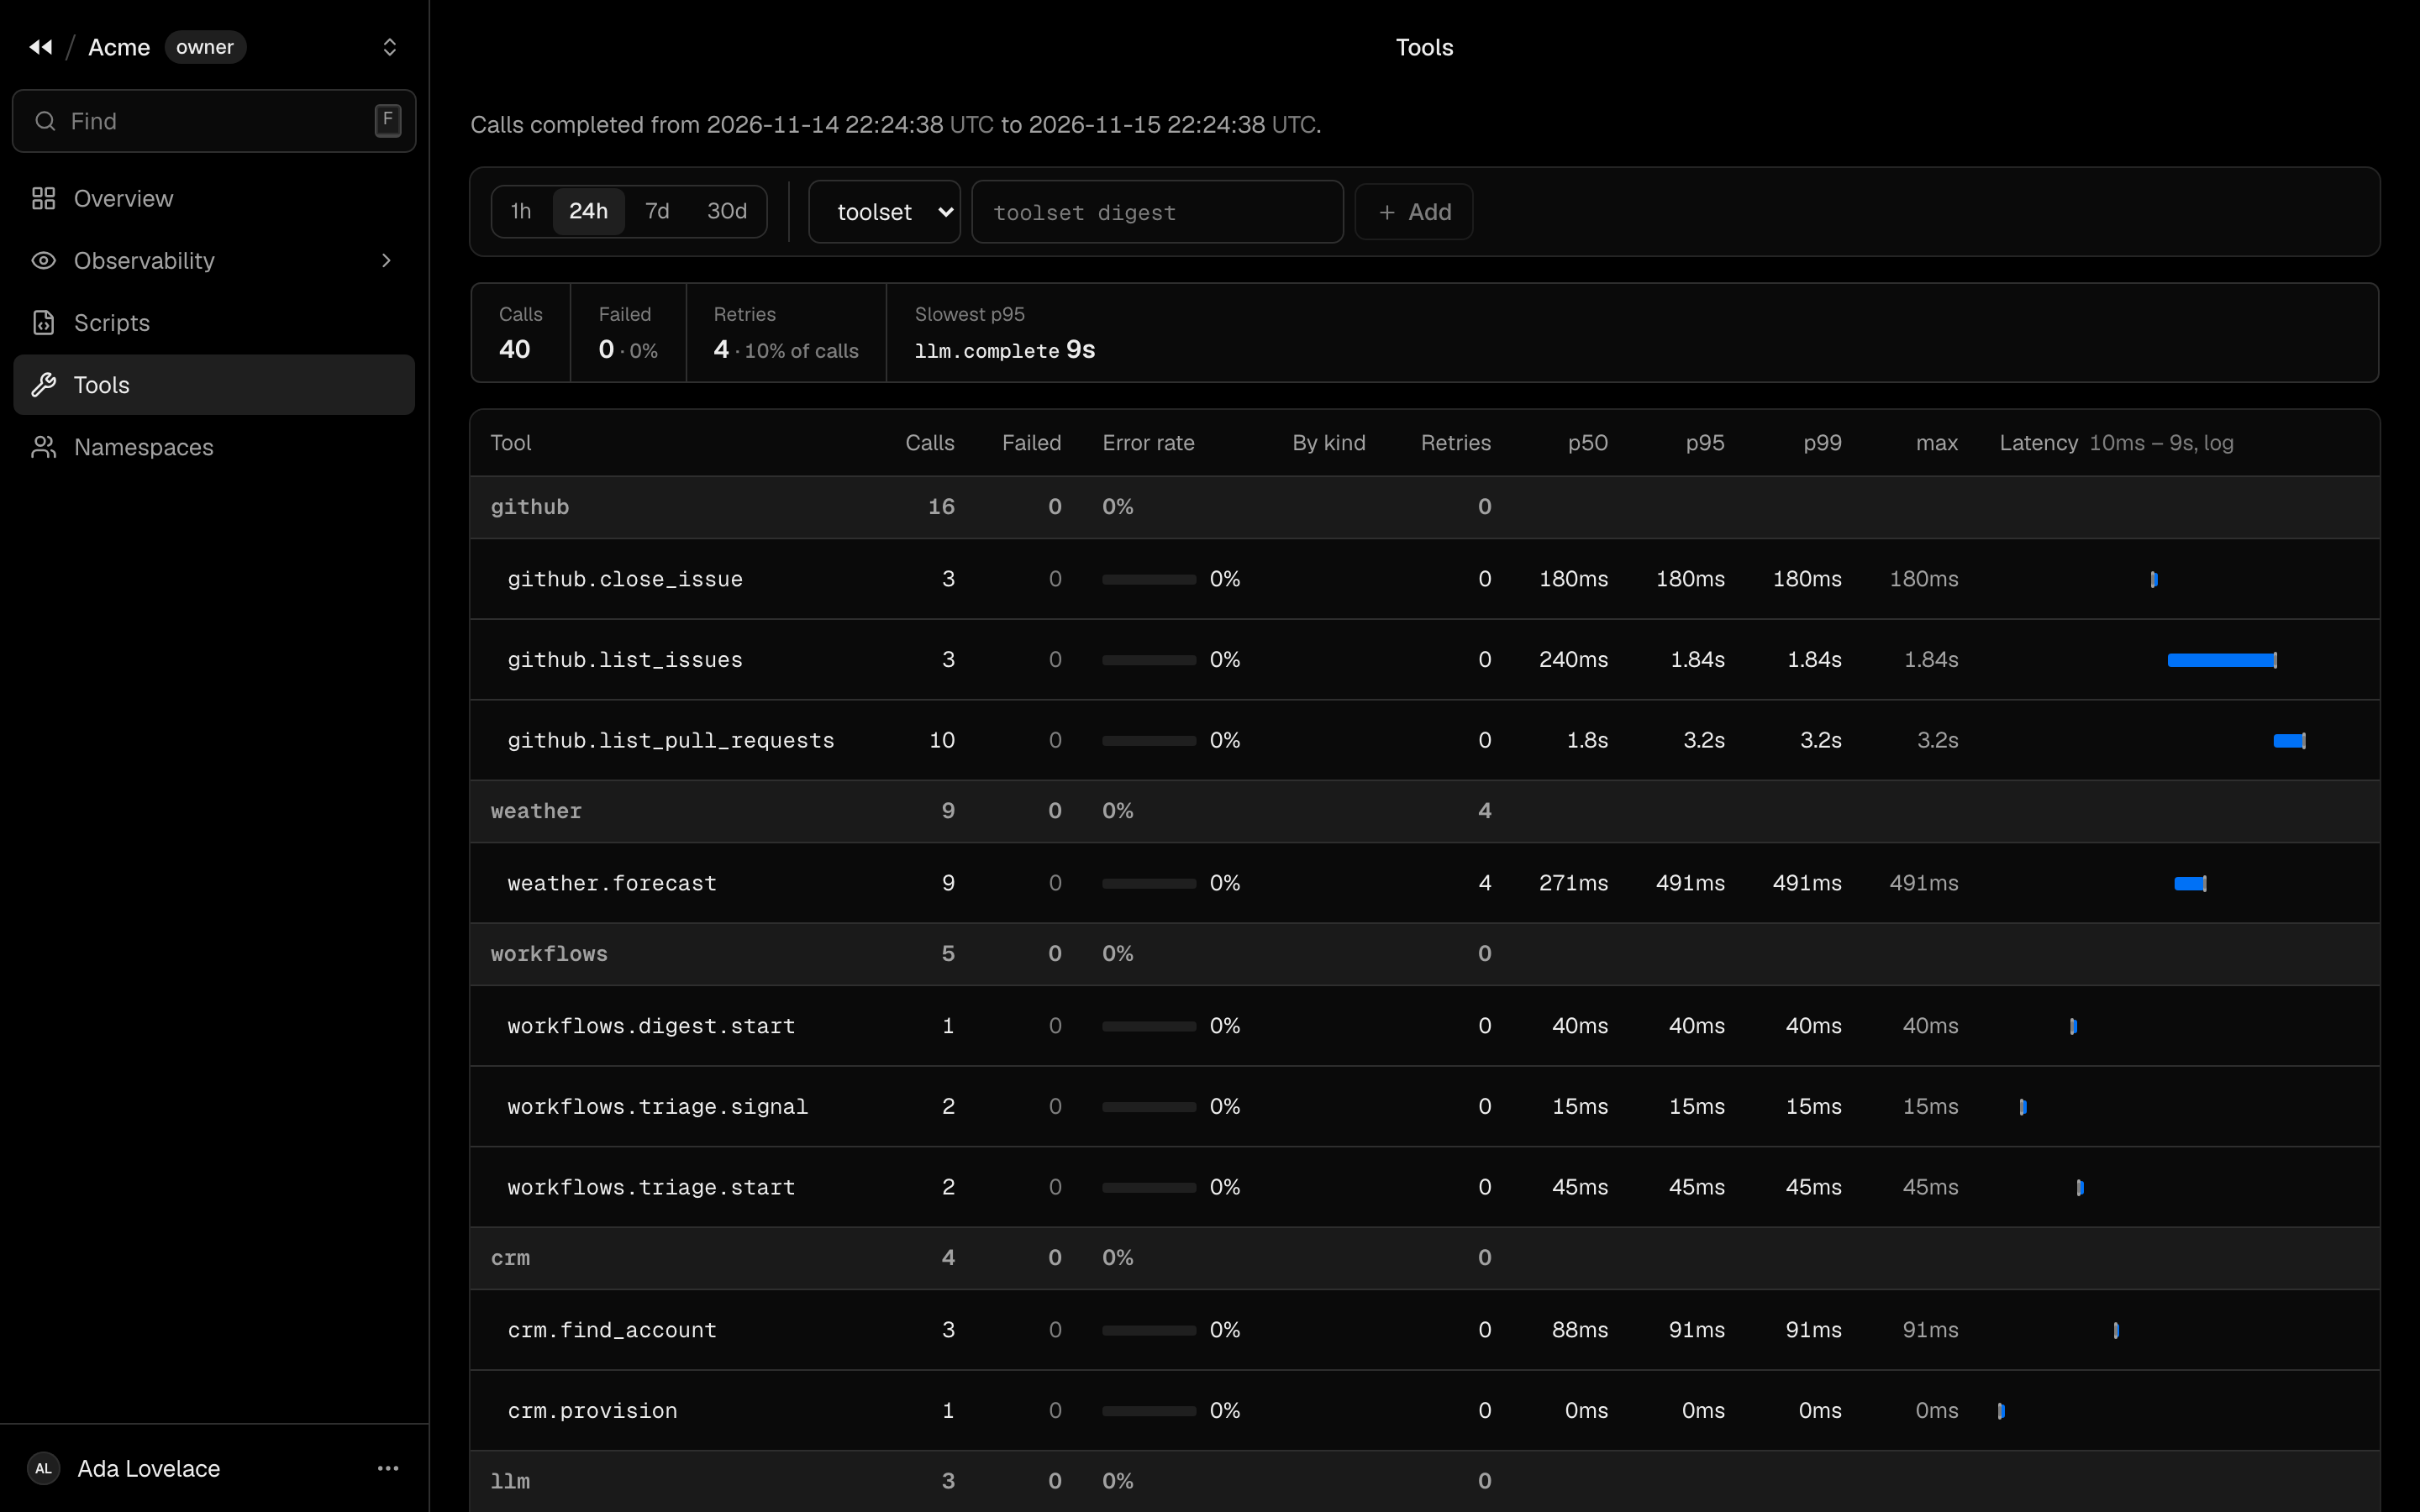 / Acme owner
Find F
Overview
Observability
Scripts
Tools
Namespaces
AL Ada Lovelace
Tools
Calls completed from 2026-11-14 22:24:38 UTC to 2026-11-15 22:24:38 UTC.
1h 24h 7d 30d toolset toolset digest + Add
Calls Failed Retries Slowest p95
40 0 · 0% 4 · 10% of calls llm.complete 9s
Tool Calls Failed Error rate By kind Retries p50 p95 p99 max Latency 10ms – 9s, log
github 16 0 0% 0
github.close_issue 3 0 0% 0 180ms 180ms 180ms 180ms
github.list_issues 3 0 0% 0 240ms 1.84s 1.84s 1.84s
github.list_pull_requests 10 0 0% 0 1.8s 3.2s 3.2s 3.2s
weather 9 0 0% 4
weather.forecast 9 0 0% 4 271ms 491ms 491ms 491ms
workflows 5 0 0% 0
workflows.digest.start 1 0 0% 0 40ms 40ms 40ms 40ms
workflows.triage.signal 2 0 0% 0 15ms 15ms 15ms 15ms
workflows.triage.start 2 0 0% 0 45ms 45ms 45ms 45ms
crm 4 0 0% 0
crm.find_account 3 0 0% 0 88ms 91ms 91ms 91ms
crm.provision 1 0 0% 0 0ms 0ms 0ms 0ms
llm 3 0 0% 0